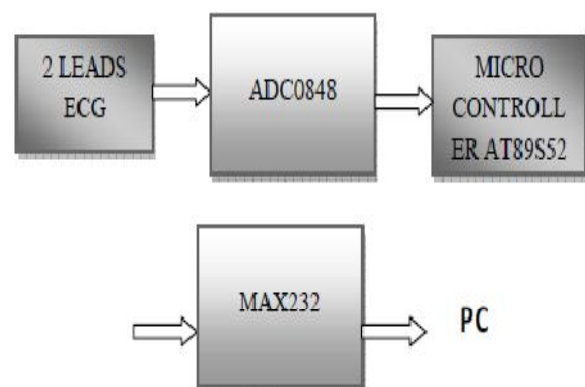 2 LEADS
ECG
ADC0848
MICRO
CONTROLL
ER AT89S52
MAX232
PC